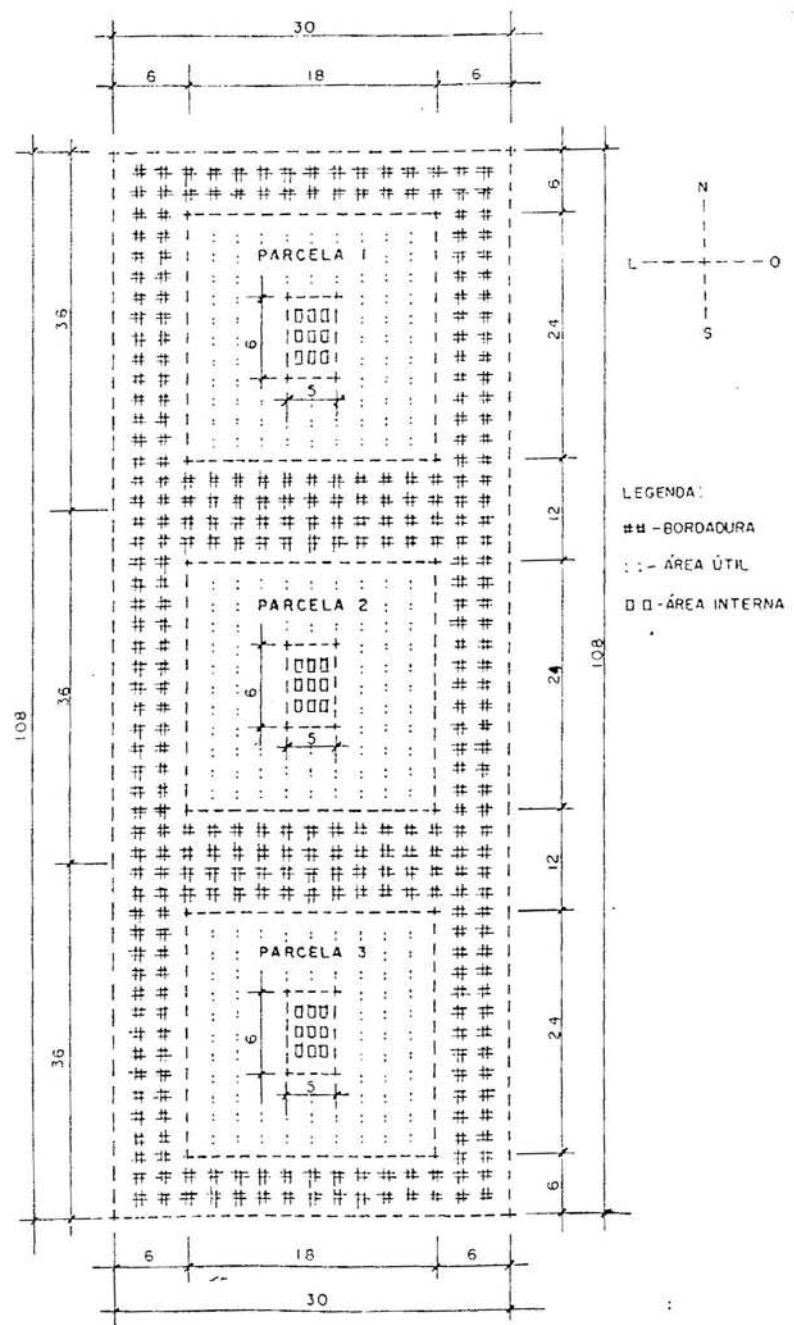 30
6 18 6
36
36
36
108
6
24
12
24
12
24
6
108
N
L O
S
PARCELA 1
6
5
PARCELA 2
6
5
PARCELA 3
6
5
LEGENDA:
## - BORDADURA
: : - ÁREA ÚTIL
▯ ▯ - ÁREA INTERNA
6 18 6
30